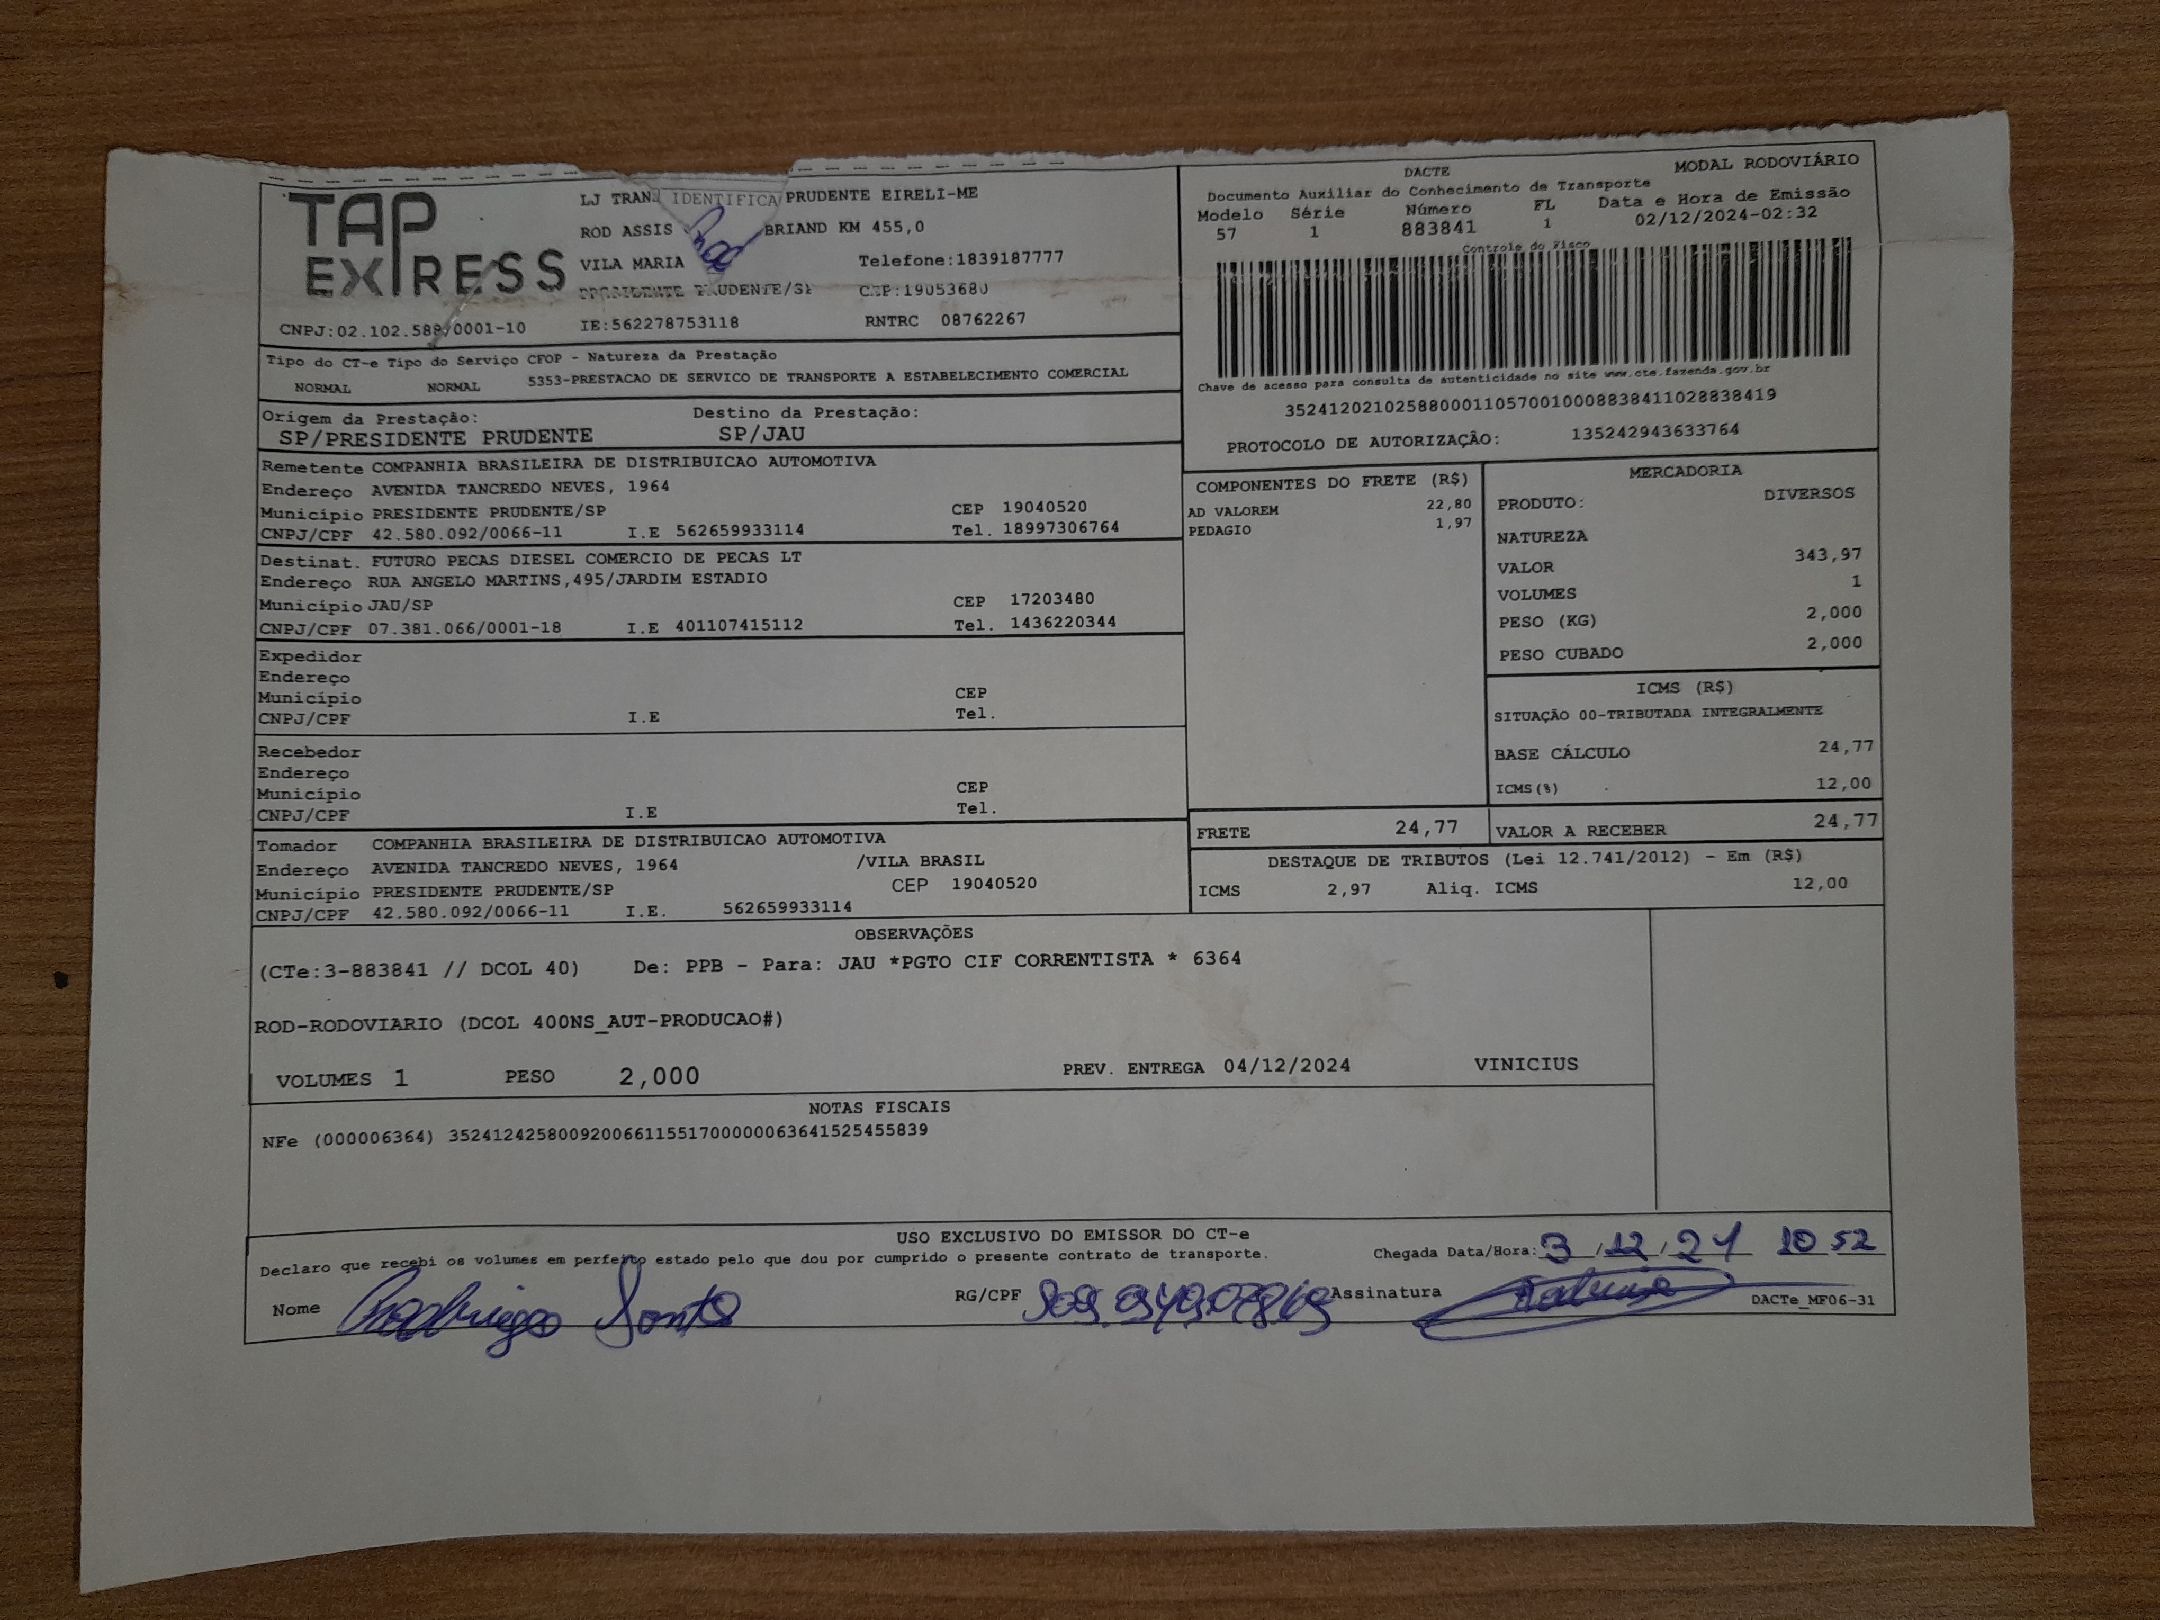 TAP
EXPRESS
LJ TRANS IDENTIFICA PRUDENTE EIRELI-ME
ROD ASSIS BRIAND KM 455,0
VILA MARIA Telefone:1839187777
PRESIDENTE PRUDENTE/SP CEP:19053680
CNPJ:02.102.588/0001-10 IE:562278753118 RNTRC 08762267
DACTE MODAL RODOVIÁRIO
Documento Auxiliar do Conhecimento de Transporte
Modelo Série Número FL Data e Hora de Emissão
57 1 883841 1 02/12/2024-02:32
Controle do Fisco
Chave de acesso para consulta de autenticidade no site www.cte.fazenda.gov.br
35241202102588000110570010008838411028838419
PROTOCOLO DE AUTORIZAÇÃO: 135242943633764
Tipo do CT-e Tipo do Serviço CFOP - Natureza da Prestação
NORMAL NORMAL 5353-PRESTACAO DE SERVICO DE TRANSPORTE A ESTABELECIMENTO COMERCIAL
Origem da Prestação: Destino da Prestação:
SP/PRESIDENTE PRUDENTE SP/JAU
Remetente COMPANHIA BRASILEIRA DE DISTRIBUICAO AUTOMOTIVA
Endereço AVENIDA TANCREDO NEVES, 1964
Município PRESIDENTE PRUDENTE/SP CEP 19040520
CNPJ/CPF 42.580.092/0066-11 I.E 562659933114 Tel. 18997306764
Destinat. FUTURO PECAS DIESEL COMERCIO DE PECAS LT
Endereço RUA ANGELO MARTINS,495/JARDIM ESTADIO
Município JAU/SP CEP 17203480
CNPJ/CPF 07.381.066/0001-18 I.E 401107415112 Tel. 1436220344
Expedidor
Endereço
Município CEP
CNPJ/CPF I.E Tel.
Recebedor
Endereço
Município CEP
CNPJ/CPF I.E Tel.
Tomador COMPANHIA BRASILEIRA DE DISTRIBUICAO AUTOMOTIVA
Endereço AVENIDA TANCREDO NEVES, 1964 /VILA BRASIL
Município PRESIDENTE PRUDENTE/SP CEP 19040520
CNPJ/CPF 42.580.092/0066-11 I.E. 562659933114
COMPONENTES DO FRETE (R$)
AD VALOREM 22,80
PEDAGIO 1,97
MERCADORIA
PRODUTO: DIVERSOS
NATUREZA
VALOR 343,97
VOLUMES 1
PESO (KG) 2,000
PESO CUBADO 2,000
ICMS (R$)
SITUAÇÃO 00-TRIBUTADA INTEGRALMENTE
BASE CÁLCULO 24,77
ICMS(%) 12,00
FRETE 24,77 VALOR A RECEBER 24,77
DESTAQUE DE TRIBUTOS (Lei 12.741/2012) - Em (R$)
ICMS 2,97 Aliq. ICMS 12,00
OBSERVAÇÕES
(CTe:3-883841 // DCOL 40) De: PPB - Para: JAU *PGTO CIF CORRENTISTA * 6364
ROD-RODOVIARIO (DCOL 400NS_AUT-PRODUCAO#)
VOLUMES 1 PESO 2,000 PREV. ENTREGA 04/12/2024 VINICIUS
NOTAS FISCAIS
NFe (000006364) 35241242580092006611551700000063641525455839
USO EXCLUSIVO DO EMISSOR DO CT-e
Declaro que recebi os volumes em perfeito estado pelo que dou por cumprido o presente contrato de transporte. Chegada Data/Hora: 3/12/24 10 52
Nome Rodrigo RG/CPF Assinatura DACTe_MF06-31